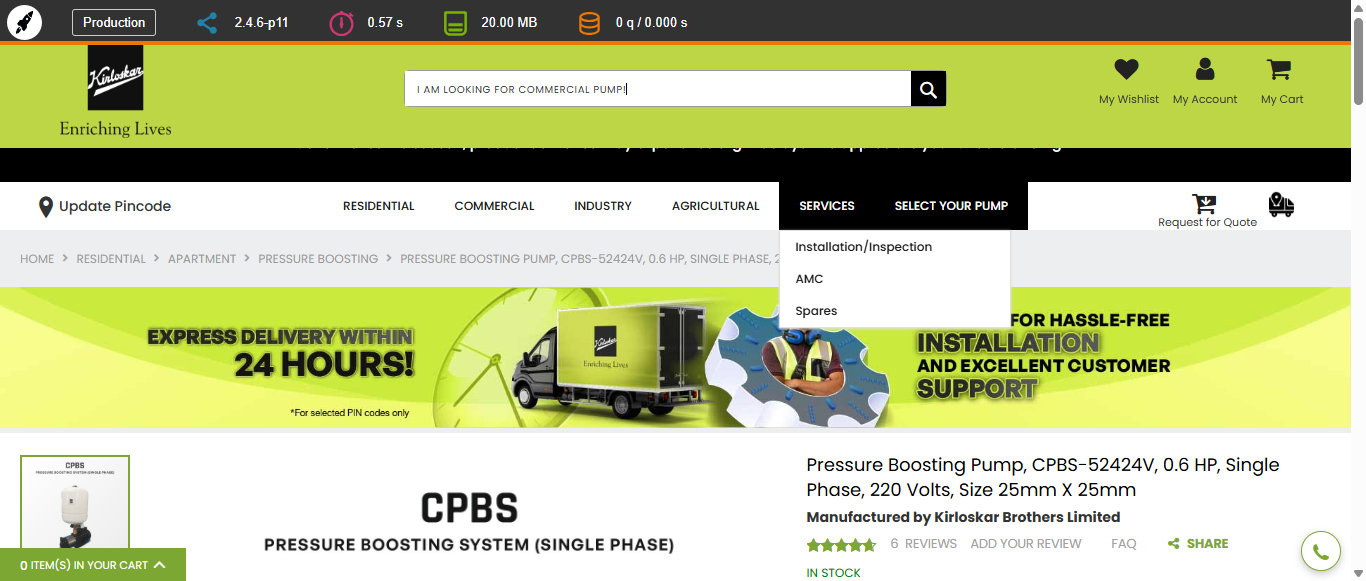 Production
2.4.6-p11
0.57 s
20.00 MB
0 q / 0.000 s
Kirloskar
Enriching Lives
I AM LOOKING FOR COMMERCIAL PUMP!
My Wishlist
My Account
My Cart
Update Pincode
RESIDENTIAL
COMMERCIAL
INDUSTRY
AGRICULTURAL
SERVICES
SELECT YOUR PUMP
Request for Quote
Installation/Inspection
AMC
Spares
HOME > RESIDENTIAL > APARTMENT > PRESSURE BOOSTING > PRESSURE BOOSTING PUMP, CPBS-52424V, 0.6 HP, SINGLE PHASE, 2
EXPRESS DELIVERY WITHIN
24 HOURS!
*For selected PIN codes only
Kirloskar
Enriching Lives
FOR HASSLE-FREE
INSTALLATION
AND EXCELLENT CUSTOMER
SUPPORT
CPBS
PRESSURE BOOSTING SYSTEM (SINGLE PHASE)
CPBS
PRESSURE BOOSTING SYSTEM (SINGLE PHASE)
Pressure Boosting Pump, CPBS-52424V, 0.6 HP, Single
Phase, 220 Volts, Size 25mm X 25mm
Manufactured by Kirloskar Brothers Limited
6 REVIEWS
ADD YOUR REVIEW
FAQ
SHARE
IN STOCK
0 ITEM(S) IN YOUR CART